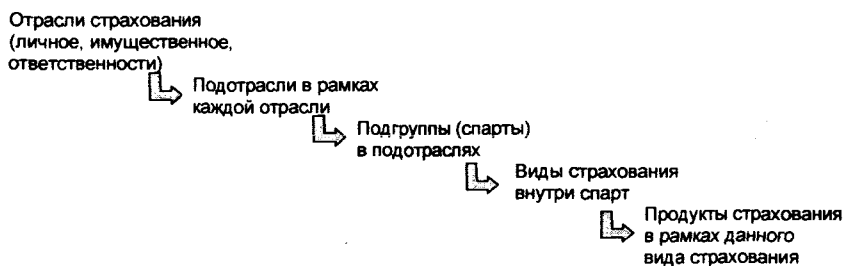 Отрасли страхования
(личное, имущественное,
ответственности)
Подотрасли в рамках
каждой отрасли
Подгруппы (спарты)
в подотраслях
Виды страхования
внутри спарт
Продукты страхования
в рамках данного
вида страхования